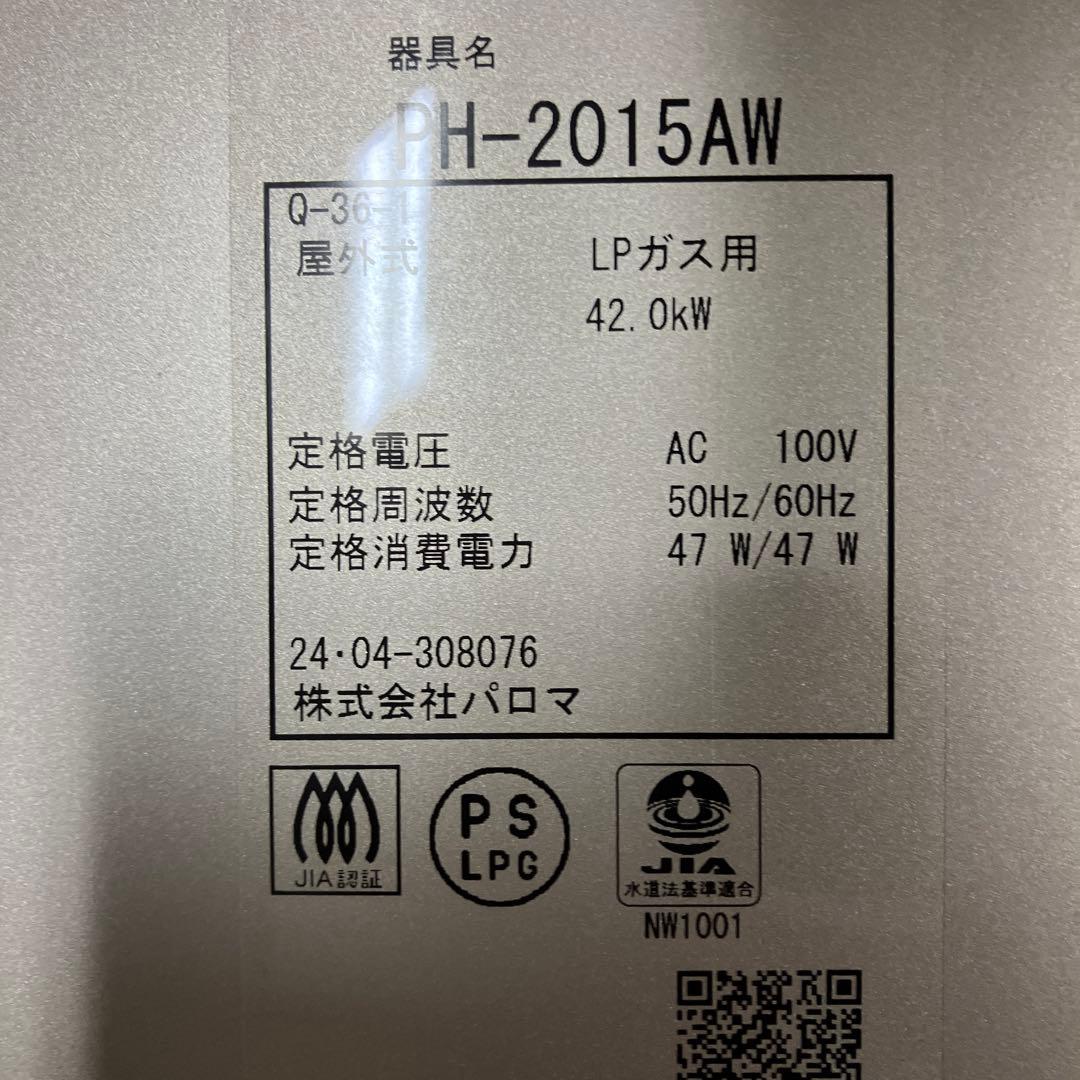 器具名
PH-2015AW
Q-36-1
屋外式 LPガス用
42.0kW
定格電圧 AC 100V
定格周波数 50Hz/60Hz
定格消費電力 47 W/47 W
24・04-308076
株式会社パロマ
JIA認証
PS
LPG
JIA
水道法基準適合
NW1001